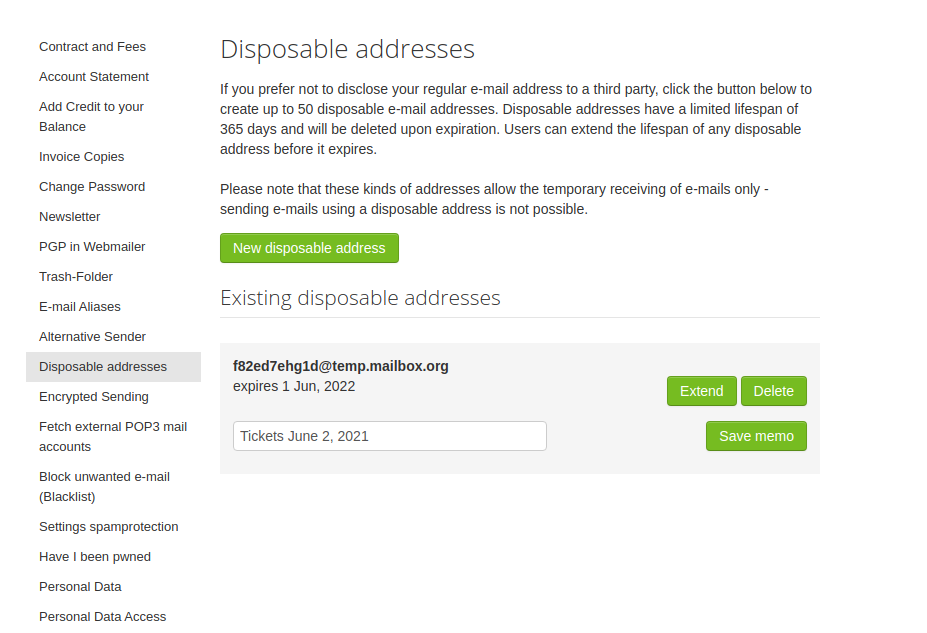 Contract and Fees
Account Statement
Add Credit to your
Balance
Invoice Copies
Change Password
Newsletter
PGP in Webmailer
Trash-Folder
E-mail Aliases
Alternative Sender
Disposable addresses
Encrypted Sending
Fetch external POP3 mail
accounts
Block unwanted e-mail
(Blacklist)
Settings spamprotection
Have I been pwned
Personal Data
Personal Data Access
Disposable addresses
If you prefer not to disclose your regular e-mail address to a third party, click the button below to
create up to 50 disposable e-mail addresses. Disposable addresses have a limited lifespan of
365 days and will be deleted upon expiration. Users can extend the lifespan of any disposable
address before it expires.
Please note that these kinds of addresses allow the temporary receiving of e-mails only -
sending e-mails using a disposable address is not possible.
New disposable address
Existing disposable addresses
f82ed7ehg1d@temp.mailbox.org
expires 1 Jun, 2022
Extend
Delete
Tickets June 2, 2021
Save memo